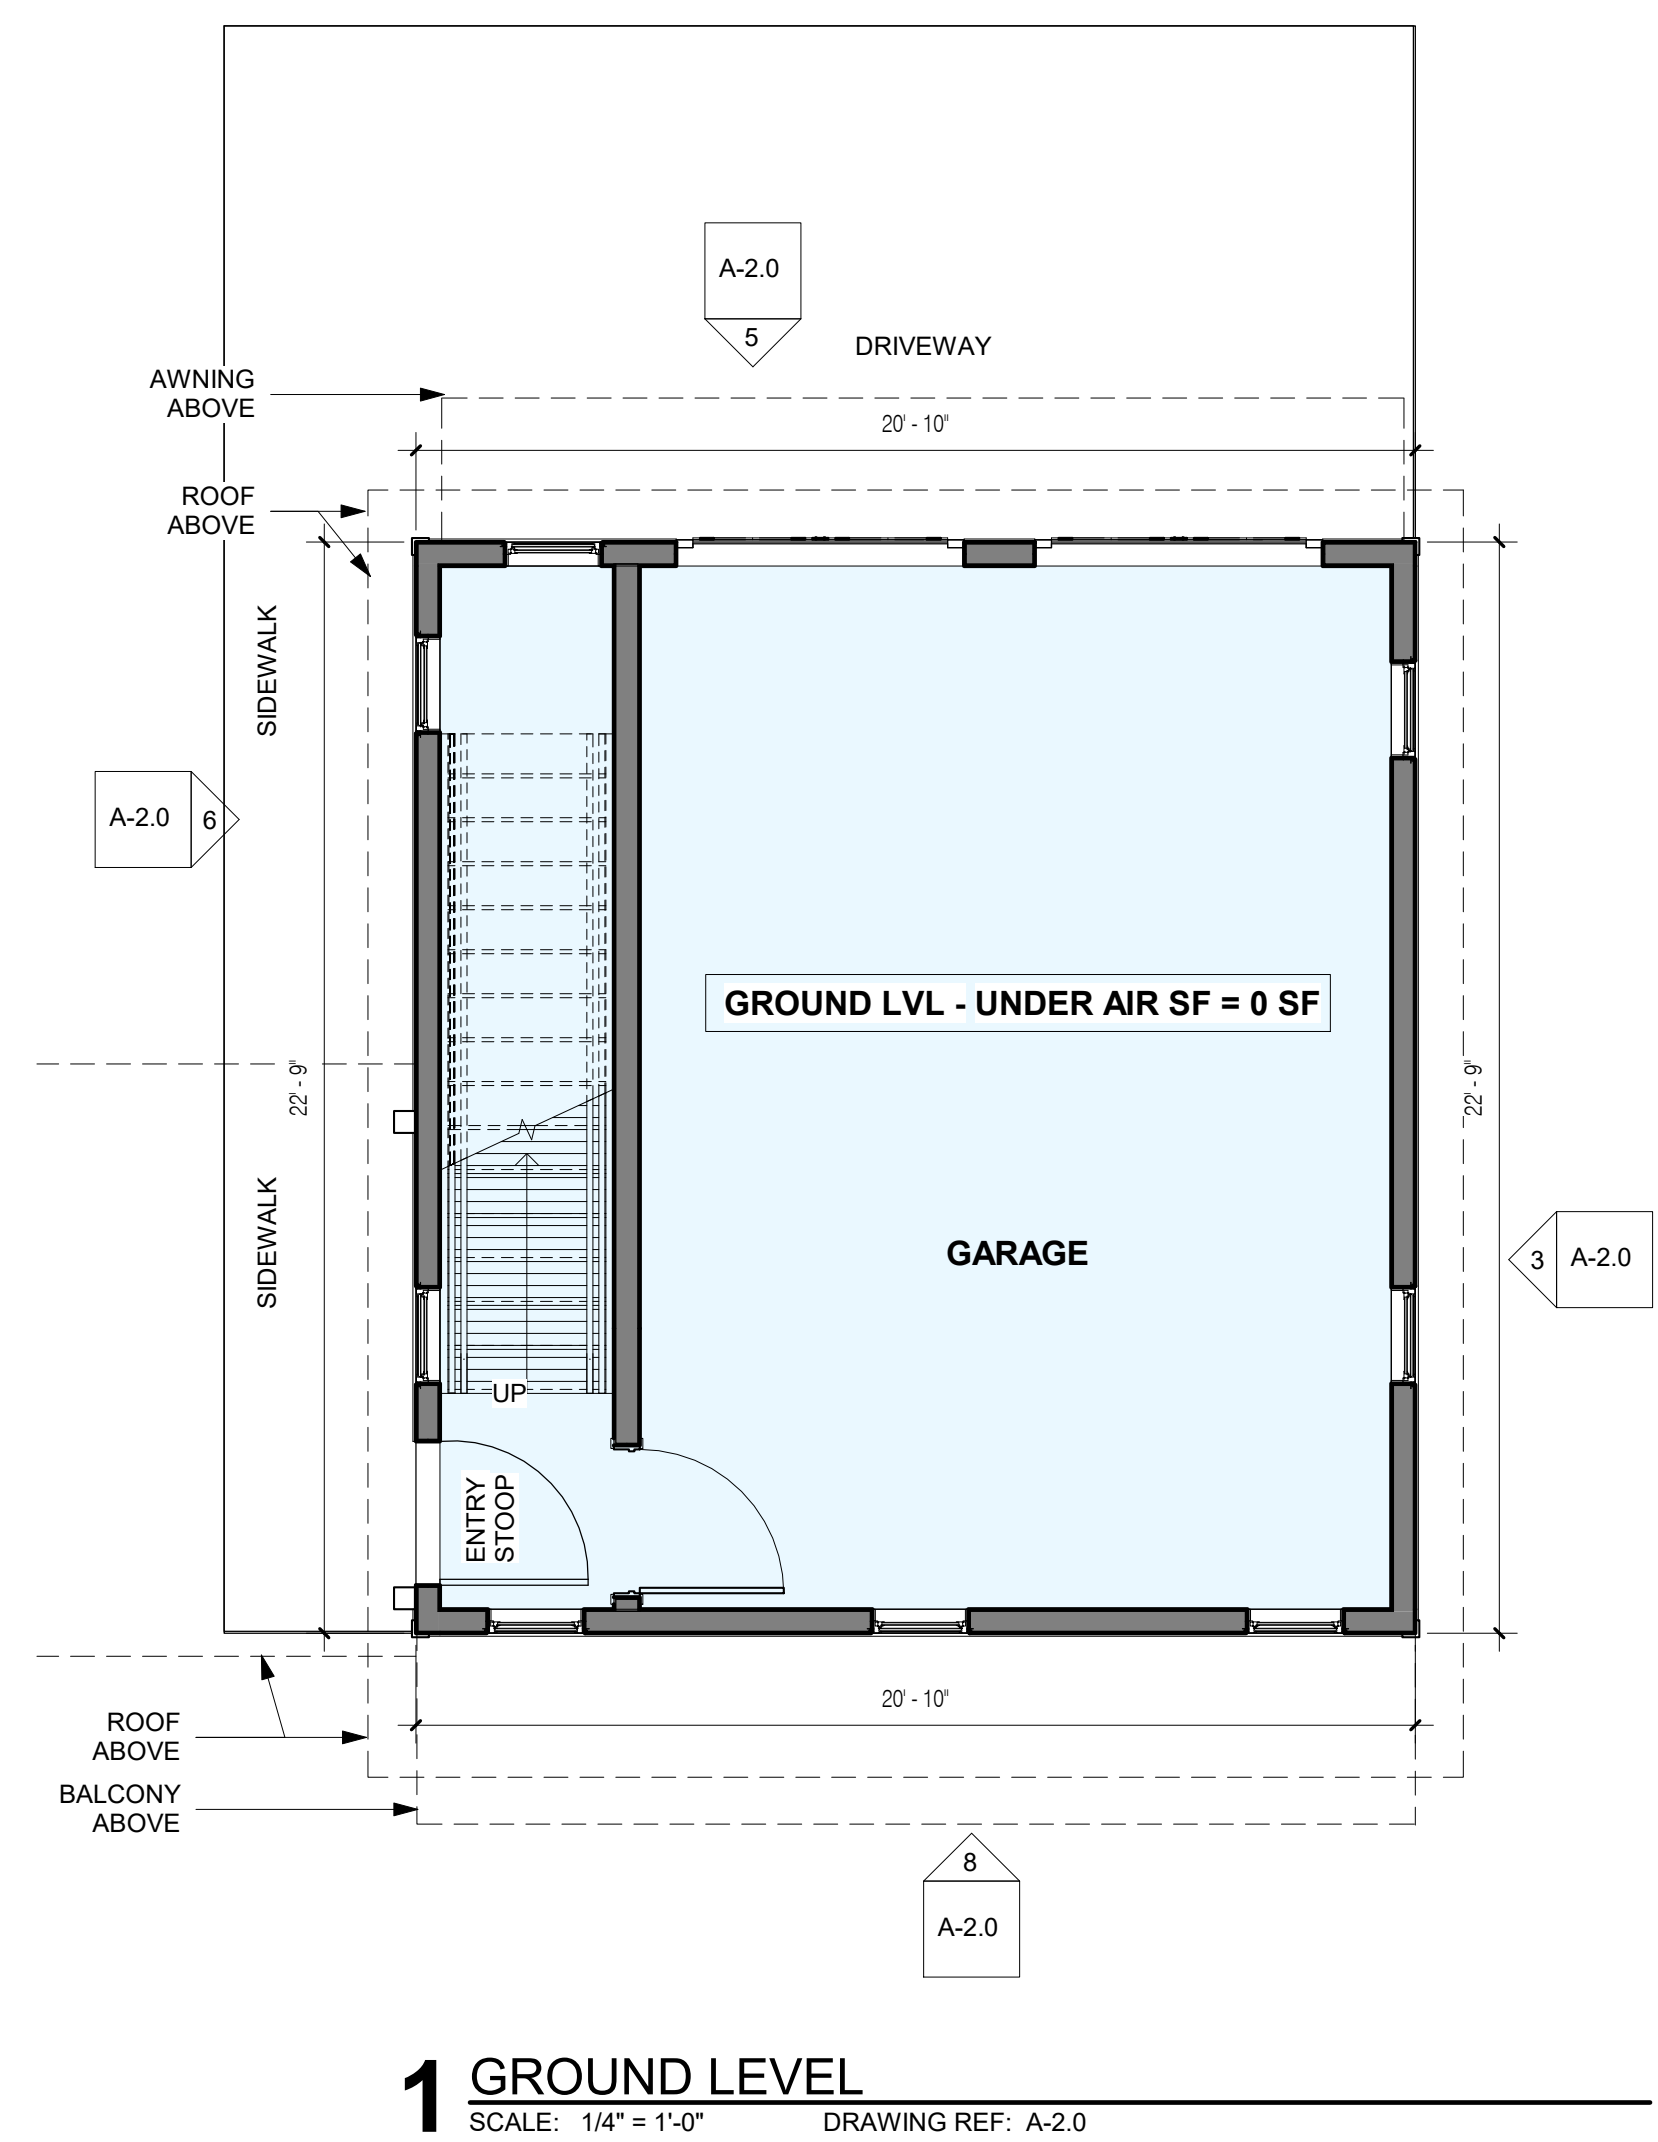 A-2.0
5
DRIVEWAY
AWNING
ABOVE
20' - 10"
ROOF
ABOVE
SIDEWALK
A-2.0
6
GROUND LVL - UNDER AIR SF = 0 SF
22' - 9"
22' - 9"
SIDEWALK
GARAGE
3
A-2.0
UP
ENTRY
STOOP
20' - 10"
ROOF
ABOVE
BALCONY
ABOVE
8
A-2.0
1
GROUND LEVEL
SCALE: 1/4" = 1'-0"
DRAWING REF: A-2.0